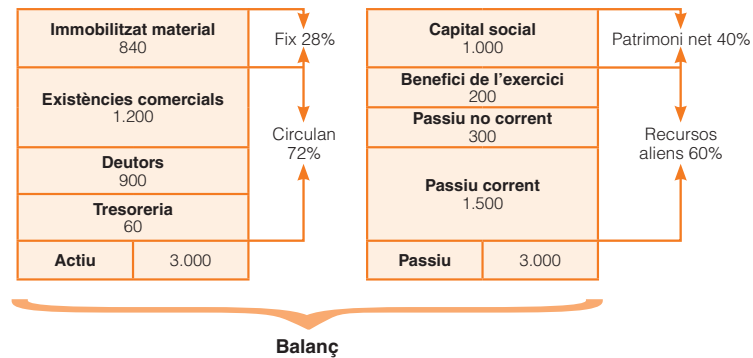 Immobilitzat material
840
Existències comercials
1.200
Deutors
900
Tresoreria
60
Actiu
3.000
Fix 28%
Circulan
72%
Capital social
1.000
Benefici de l’exercici
200
Passiu no corrent
300
Passiu corrent
1.500
Passiu
3.000
Patrimoni net 40%
Recursos
aliens 60%
Balanç